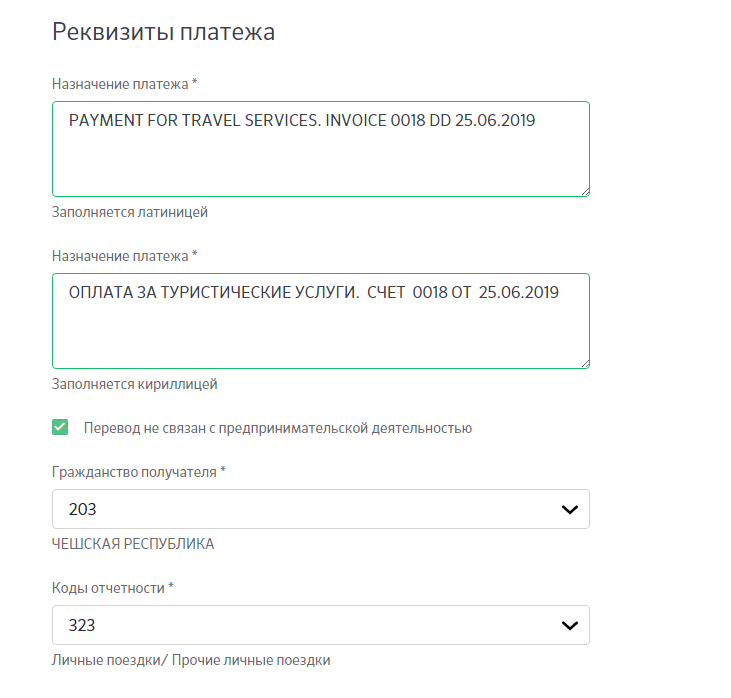 Реквизиты платежа
Назначение платежа *
PAYMENT FOR TRAVEL SERVICES. INVOICE 0018 DD 25.06.2019
Заполняется латиницей
Назначение платежа *
ОПЛАТА ЗА ТУРИСТИЧЕСКИЕ УСЛУГИ.  СЧЕТ  0018 ОТ  25.06.2019
Заполняется кириллицей
Перевод не связан с предпринимательской деятельностью
Гражданство получателя *
203
ЧЕШСКАЯ РЕСПУБЛИКА
Коды отчетности *
323
Личные поездки/ Прочие личные поездки